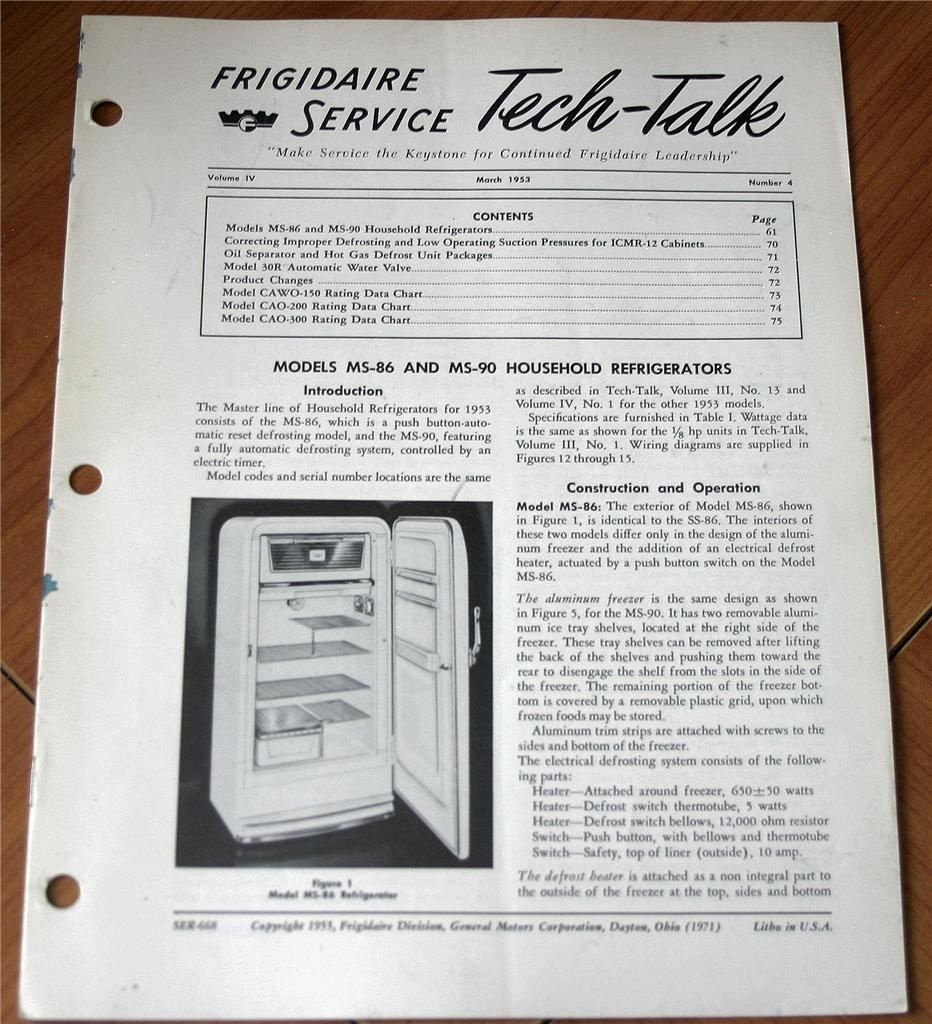 FRIGIDAIRE
SERVICE
Tech-Talk
"Make Service the Keystone for Continued Frigidaire Leadership"
Volume IV March 1953 Number 4
CONTENTS Page
Models MS-86 and MS-90 Household Refrigerators 61
Correcting Improper Defrosting and Low Operating Suction Pressures for ICMR-12 Cabinets 70
Oil Separator and Hot Gas Defrost Unit Packages 71
Model 30R Automatic Water Valve 72
Product Changes 72
Model CAWO-150 Rating Data Chart 73
Model CAO-200 Rating Data Chart 74
Model CAO-300 Rating Data Chart 75
MODELS MS-86 AND MS-90 HOUSEHOLD REFRIGERATORS
Introduction
The Master line of Household Refrigerators for 1953
consists of the MS-86, which is a push button-auto-
matic reset defrosting model, and the MS-90, featuring
a fully automatic defrosting system, controlled by an
electric timer.
Model codes and serial number locations are the same
Figure 1
Model MS-86 Refrigerator
as described in Tech-Talk, Volume III, No. 13 and
Volume IV, No. 1 for the other 1953 models.
Specifications are furnished in Table I. Wattage data
is the same as shown for the 1/8 hp units in Tech-Talk,
Volume III, No. 1. Wiring diagrams are supplied in
Figures 12 through 15.
Construction and Operation
Model MS-86: The exterior of Model MS-86, shown
in Figure 1, is identical to the SS-86. The interiors of
these two models differ only in the design of the alumi-
num freezer and the addition of an electrical defrost
heater, actuated by a push button switch on the Model
MS-86.
The aluminum freezer is the same design as shown
in Figure 5, for the MS-90. It has two removable alumi-
num ice tray shelves, located at the right side of the
freezer. These tray shelves can be removed after lifting
the back of the shelves and pushing them toward the
rear to disengage the shelf from the slots in the side of
the freezer. The remaining portion of the freezer bot-
tom is covered by a removable plastic grid, upon which
frozen foods may be stored.
Aluminum trim strips are attached with screws to the
sides and bottom of the freezer.
The electrical defrosting system consists of the follow-
ing parts:
Heater—Attached around freezer, 650±50 watts
Heater—Defrost switch thermotube, 5 watts
Heater—Defrost switch bellows, 12,000 ohm resistor
Switch—Push button, with bellows and thermotube
Switch—Safety, top of liner (outside), 10 amp.
The defrost heater is attached as a non integral part to
the outside of the freezer at the top, sides and bottom
SER-668 Copyright 1953, Frigidaire Division, General Motors Corporation, Dayton, Ohio (1971) Litho in U.S.A.